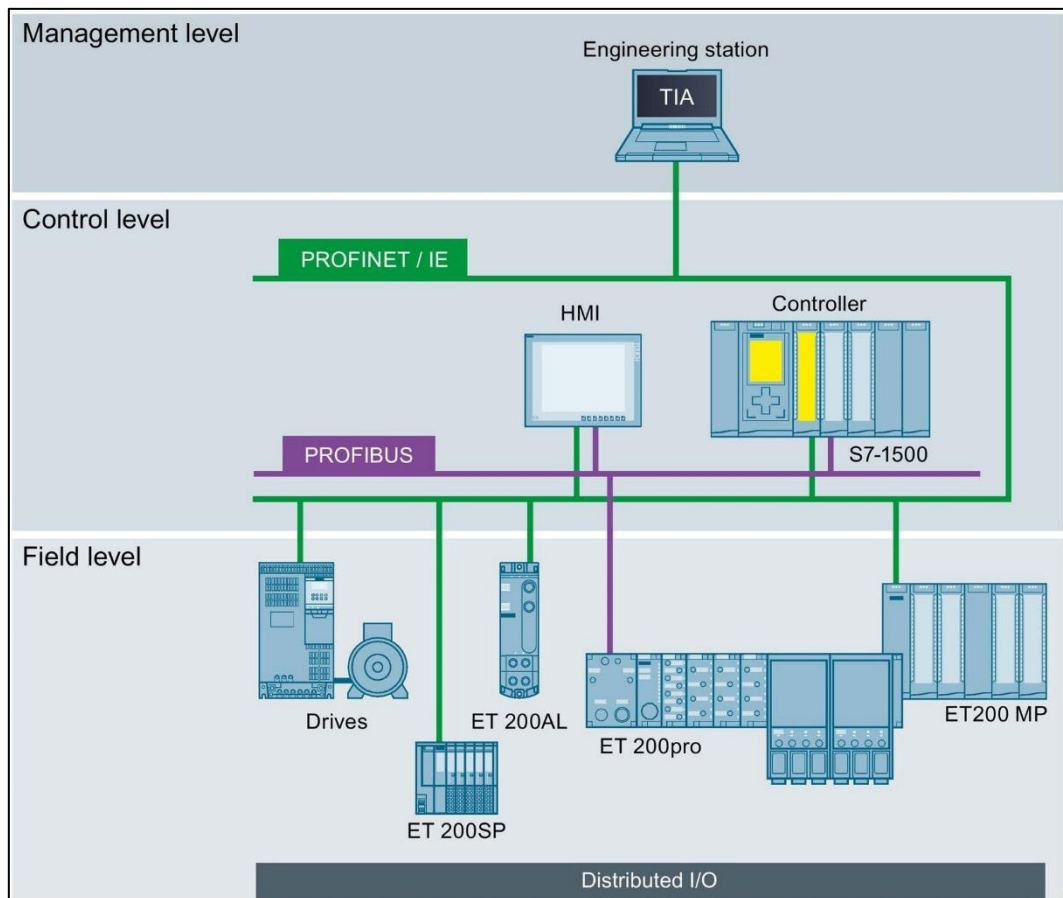 Management level
Engineering station
TIA
Control level
PROFINET / IE
HMI
Controller
PROFIBUS
S7-1500
Field level
Drives
ET 200AL
ET 200pro
ET200 MP
ET 200SP
Distributed I/O